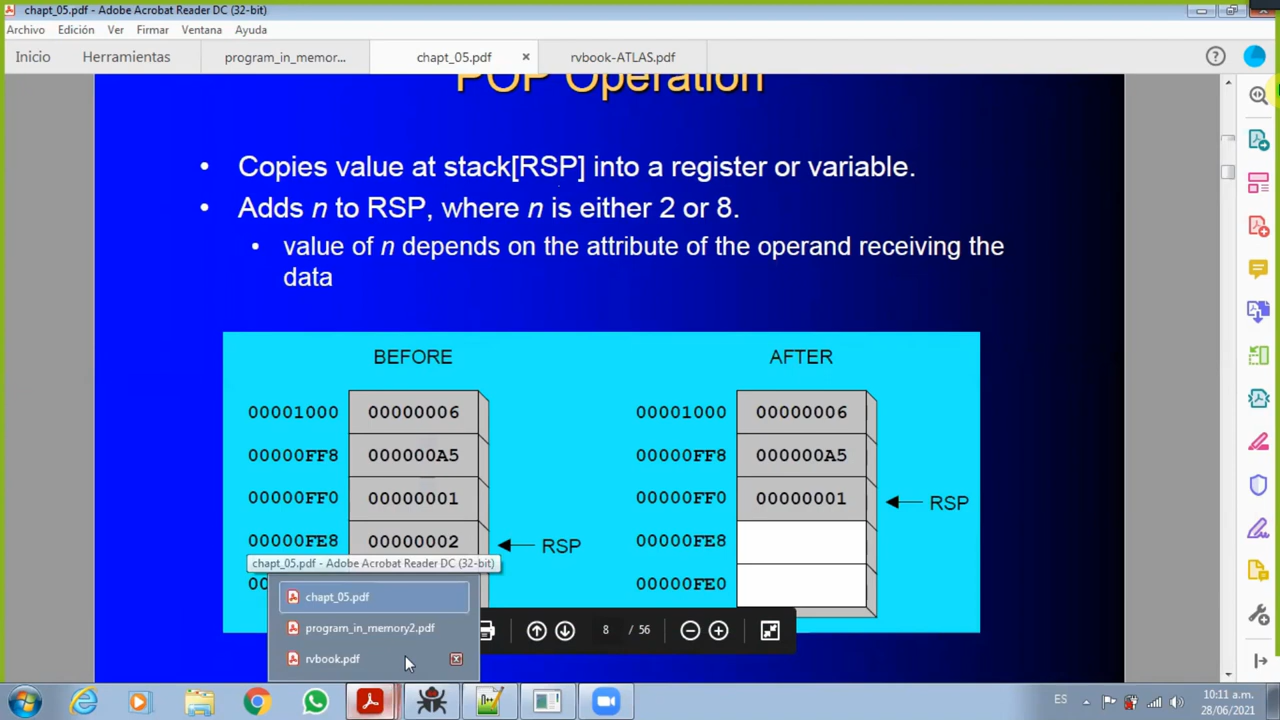 chapt_05.pdf - Adobe Acrobat Reader DC (32-bit)
Archivo Edición Ver Firmar Ventana Ayuda
Inicio Herramientas program_in_memor... chapt_05.pdf × rvbook-ATLAS.pdf
POP Operation
• Copies value at stack[RSP] into a register or variable.
• Adds n to RSP, where n is either 2 or 8.
• value of n depends on the attribute of the operand receiving the
data
BEFORE AFTER
00001000 00000006 00001000 00000006
00000FF8 000000A5 00000FF8 000000A5
00000FF0 00000001 00000FF0 00000001 RSP
00000FE8 00000002 RSP 00000FE8
chapt_05.pdf - Adobe Acrobat Reader DC (32-bit)
00 00000FE0
chapt_05.pdf
program_in_memory2.pdf
rvbook.pdf
8 / 56
ES 10:11 a.m.
28/06/2021